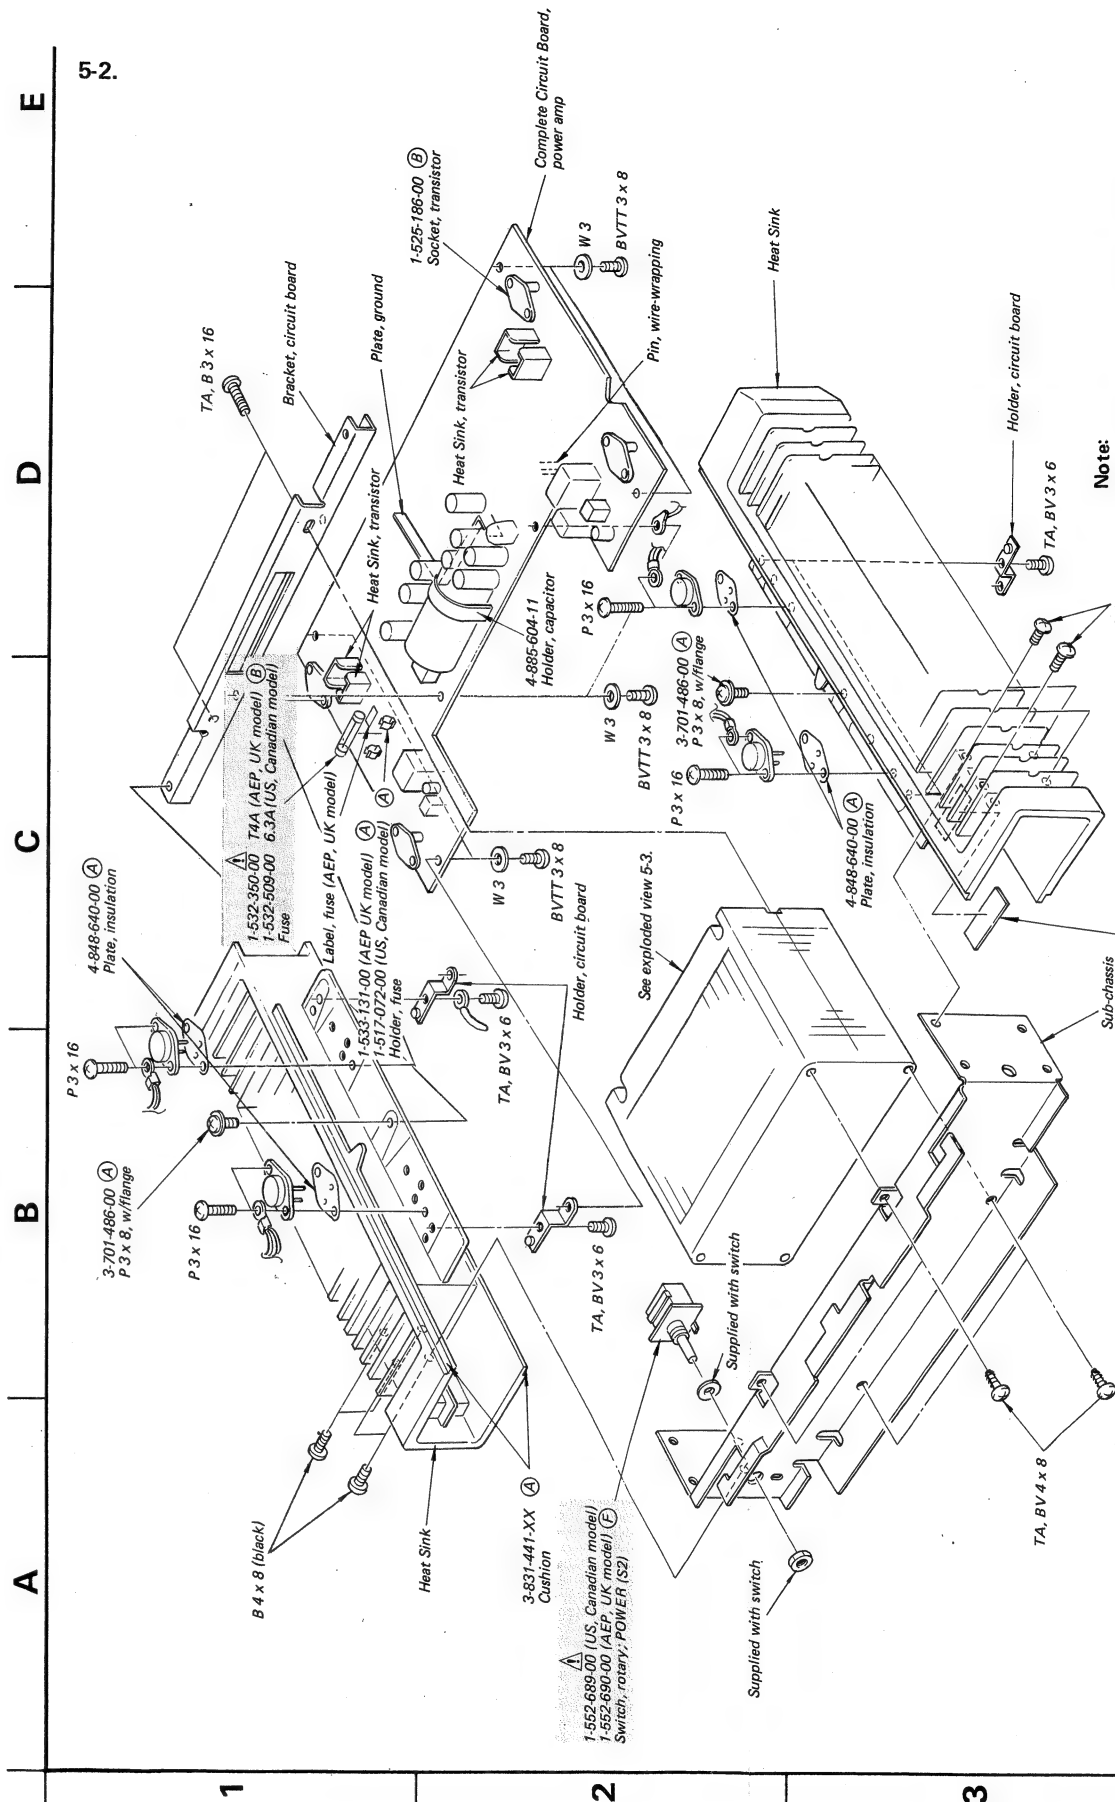 5-2.
A
B
C
D
E
1
2
3
TA, B 3 x 16
Bracket, circuit board
Heat Sink, transistor
Plate, ground
Heat Sink, transistor
1-525-186-00 Ⓑ
Socket, transistor
Complete Circuit Board,
power amp
W 3
BVTT 3 x 8
Pin, wire-wrapping
Heat Sink
Holder, circuit board
TA, BV 3 x 6
Note:
4-885-604-11
Holder, capacitor
P 3 x 16
3-701-486-00 Ⓐ
P 3 x 8, w/flange
W 3
BVTT 3 x 8
P 3 x 16
4-848-640-00 Ⓐ
Plate, insulation
4-848-640-00 Ⓐ
Plate, insulation
⚠
1-532-350-00 T4A (AEP, UK model) Ⓑ
1-532-509-00 6.3A (US, Canadian model)
Fuse
Label, fuse (AEP, UK model)
Ⓐ
1-533-131-00 (AEP UK model) Ⓐ
1-517-072-00 (US, Canadian model)
Holder, fuse
W 3
BVTT 3 x 8
Holder, circuit board
TA, BV 3 x 6
P 3 x 16
3-701-486-00 Ⓐ
P 3 x 8, w/flange
P 3 x 16
TA, BV 3 x 6
See exploded view 5-3.
Sub-chassis
B 4 x 8 (black)
Heat Sink
3-831-441-XX Ⓐ
Cushion
⚠
1-552-689-00 (US, Canadian model)
1-552-690-00 (AEP, UK model) Ⓕ
Switch, rotary; POWER (S2)
Supplied with switch
Supplied with switch
TA, BV 4 x 8